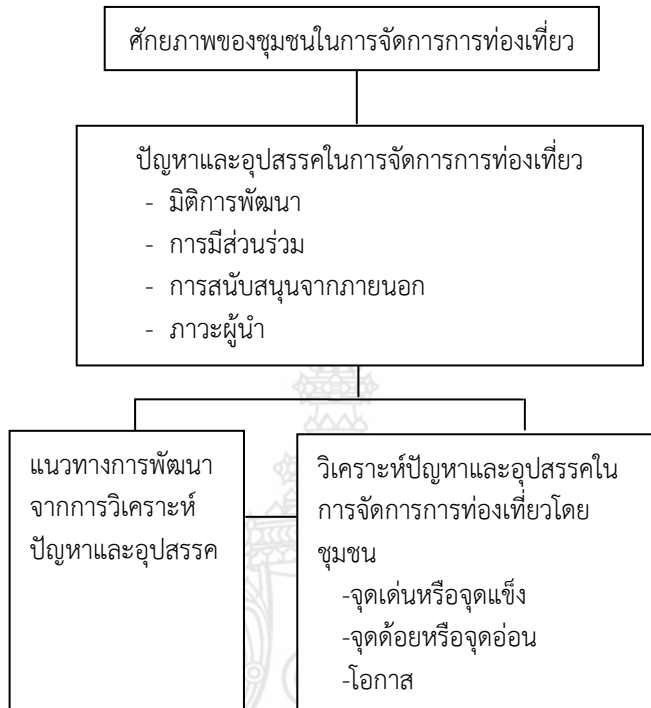 ศักยภาพของชุมชนในการจัดการการท่องเที่ยว
ปัญหาและอุปสรรคในการจัดการการท่องเที่ยว
- มิติการพัฒนา
- การมีส่วนร่วม
- การสนับสนุนจากภายนอก
- ภาวะผู้นำ
แนวทางการพัฒนา
จากการวิเคราะห์
ปัญหาและอุปสรรค
วิเคราะห์ปัญหาและอุปสรรคใน
การจัดการการท่องเที่ยวโดย
ชุมชน
-จุดเด่นหรือจุดแข็ง
-จุดด้อยหรือจุดอ่อน
-โอกาส